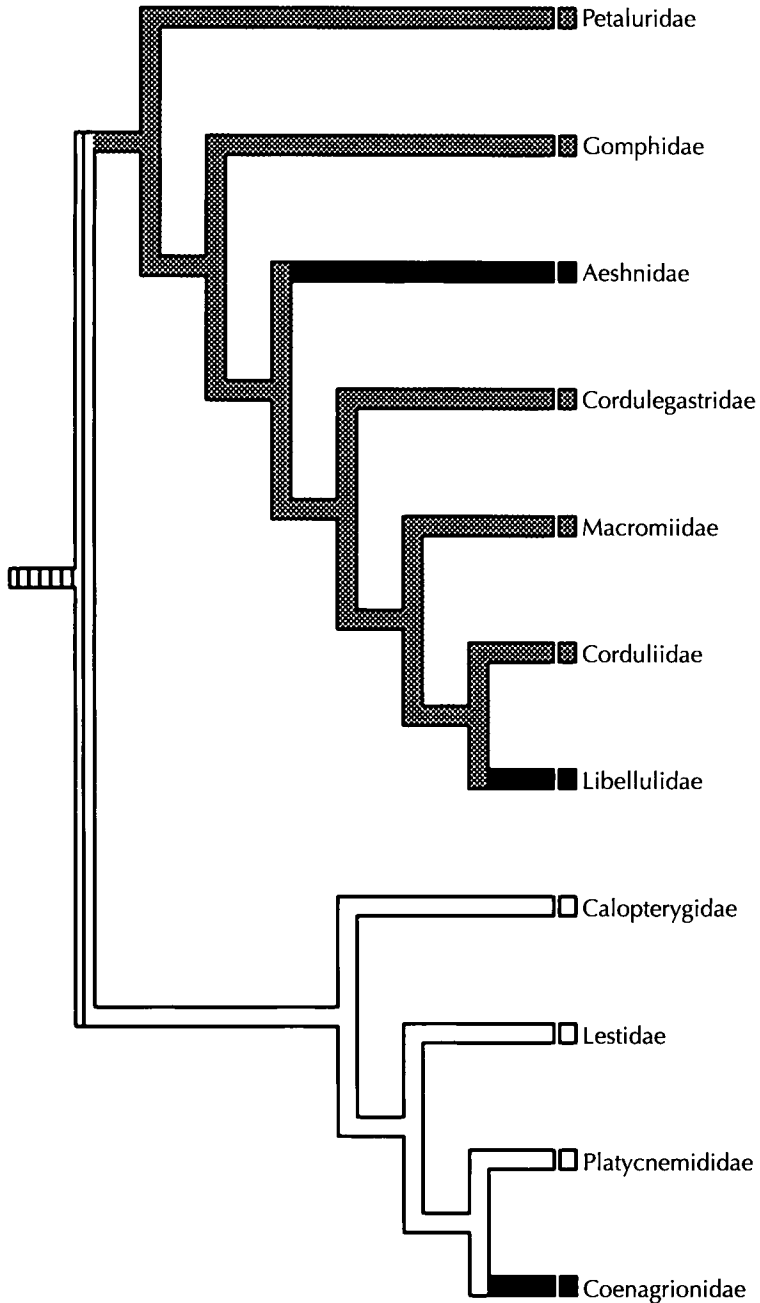 Petaluridae
Gomphidae
Aeshnidae
Cordulegastridae
Macromiidae
Corduliidae
Libellulidae
Calopterygidae
Lestidae
Platycnemididae
Coenagrionidae